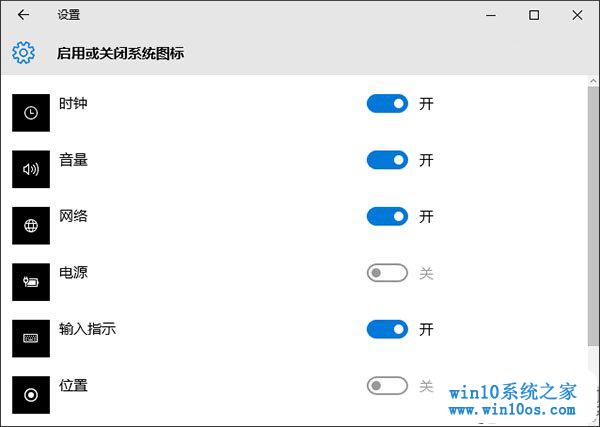 设置
启用或关闭系统图标
时钟 开
音量 开
网络 开
电源 关
输入指示 开
位置 关
win10系统之家
www.win10os.com